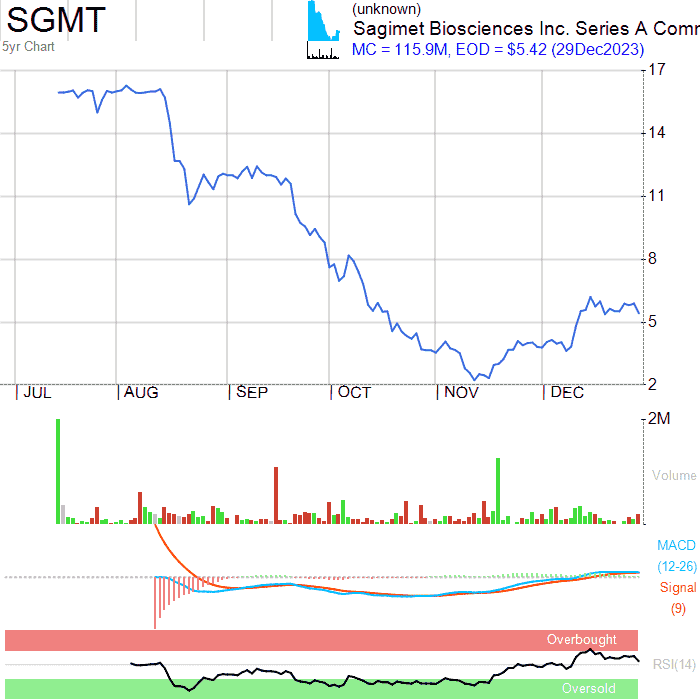 SGMT
5yr Chart
(unknown)
Sagimet Biosciences Inc. Series A Comm
MC = 115.9M, EOD = $5.42 (29Dec2023)
17
14
11
8
5
2
JUL
AUG
SEP
OCT
NOV
DEC
2M
Volume
MACD
(12-26)
Signal
(9)
Overbought
RSI(14)
Oversold